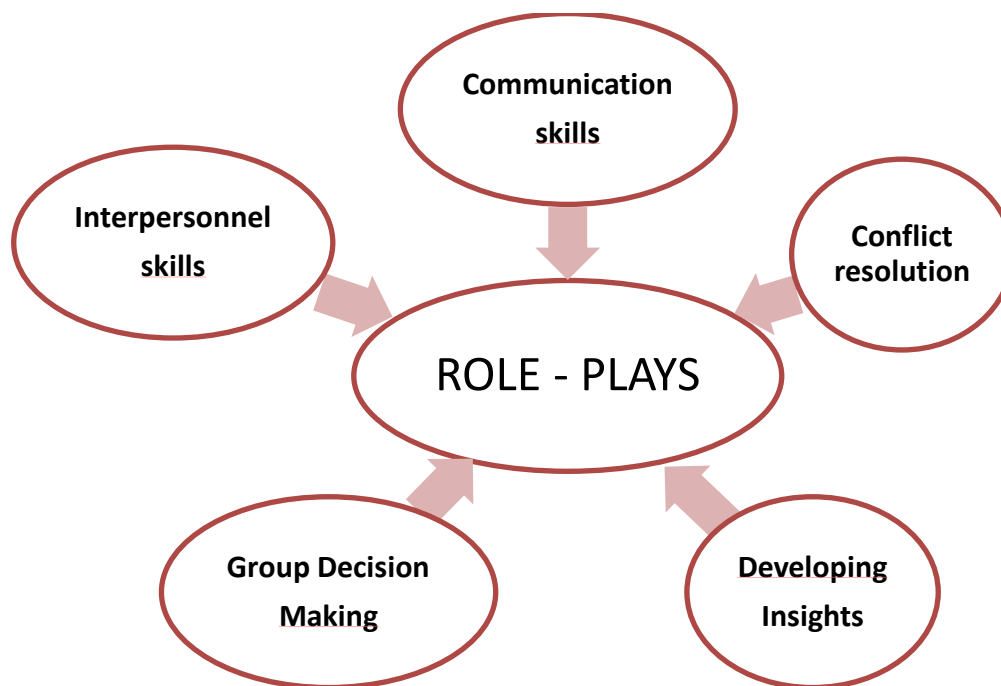 Communication
skills
Interpersonnel
skills
Conflict
resolution
ROLE - PLAYS
Group Decision
Making
Developing
Insights